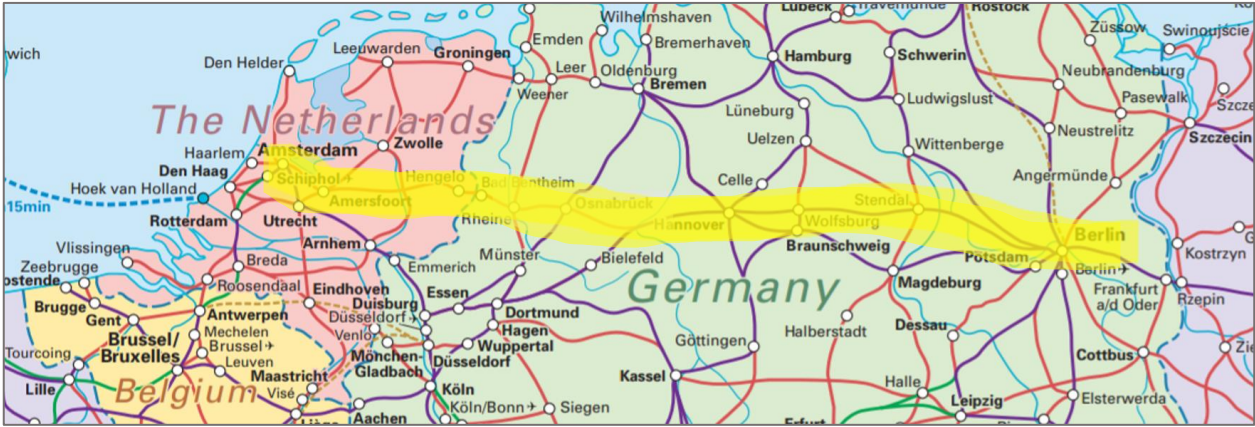 Lübeck
Rostock
Wilhelmshaven
Züssow
Swinoujscie
wich
Emden
Bremerhaven
Leeuwarden
Groningen
Hamburg
Schwerin
Den Helder
Leer
Oldenburg
Neubrandenburg
Weener
Bremen
Pasewalk
Ludwigslust
The Netherlands
Lüneburg
Neustrelitz
Szczecin
Zwolle
Uelzen
Wittenberge
Haarlem
Amsterdam
Den Haag
Schiphol
Hengelo
Bad Bentheim
Celle
Angermünde
Hoek van Holland
Amersfoort
Osnabrück
Stendal
15min
Rotterdam
Utrecht
Rheine
Hannover
Wolfsburg
Berlin
Arnhem
Braunschweig
Vlissingen
Münster
Bielefeld
Potsdam
Kostrzyn
Zeebrugge
Breda
Emmerich
Berlin
ostende
Roosendaal
Eindhoven
Essen
Germany
Magdeburg
Frankfurt
a/d Oder
Rzepin
Brugge
Duisburg
Gent
Antwerpen
Düsseldorf
Dortmund
Halberstadt
Dessau
Mechelen
Venlo
Hagen
Brussel/
Bruxelles
Brussel
Wuppertal
Göttingen
Tourcoing
Leuven
Mönchen-
Gladbach
Düsseldorf
Cottbus
Maastricht
Kassel
Lille
Belgium
Visé
Köln
Halle
Elsterwerda
Aachen
Köln/Bonn
Siegen
Leipzig
Erfurt